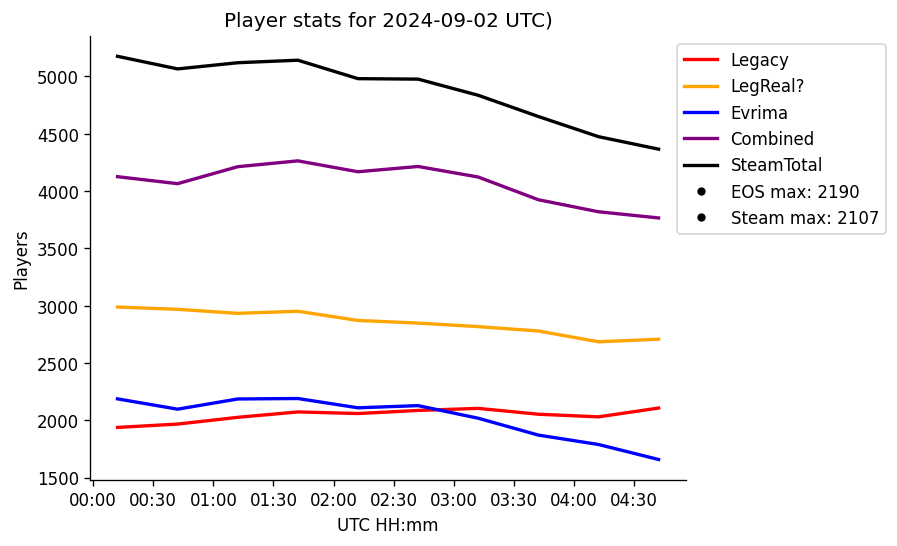 Player stats for 2024-09-02 UTC)
Legacy
LegReal?
Evrima
Combined
SteamTotal
EOS max: 2190
Steam max: 2107
Players
5000
4500
4000
3500
3000
2500
2000
1500
00:00 00:30 01:00 01:30 02:00 02:30 03:00 03:30 04:00 04:30
UTC HH:mm